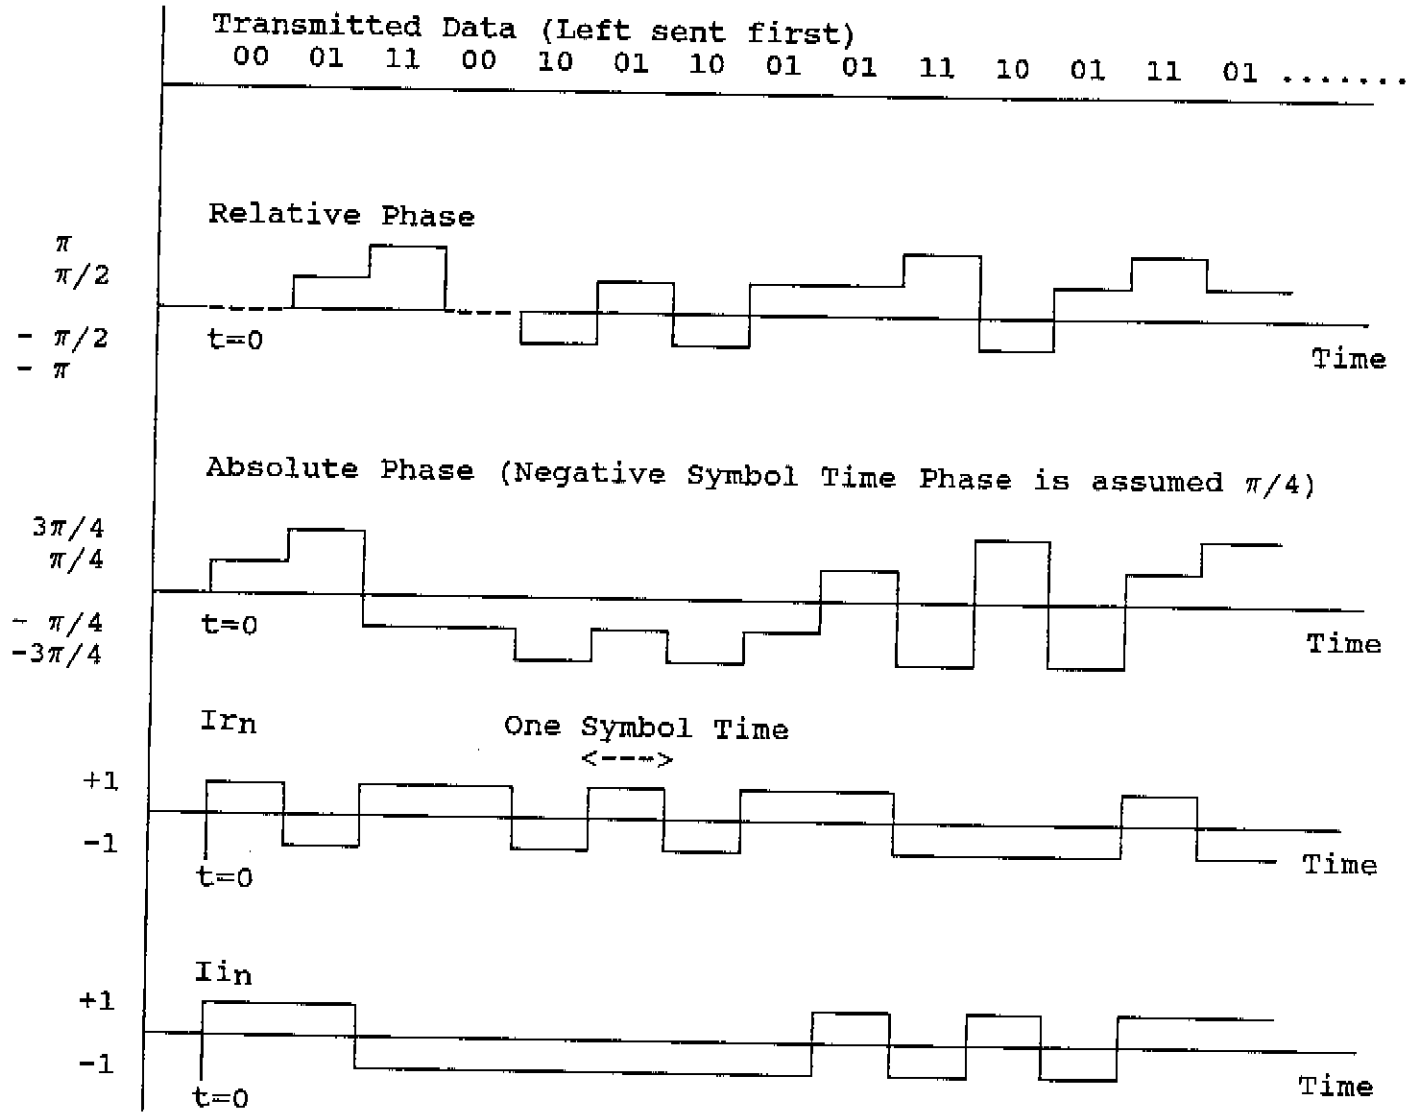 Transmitted Data (Left sent first)
00 01 11 00 10 01 10 01 01 11 10 01 11 01 .......
Relative Phase
π
π/2
- π/2
- π
t=0
Time
Absolute Phase (Negative Symbol Time Phase is assumed π/4)
3π/4
π/4
- π/4
-3π/4
t=0
Time
Irn
One Symbol Time
<--->
+1
-1
t=0
Time
Iin
+1
-1
t=0
Time